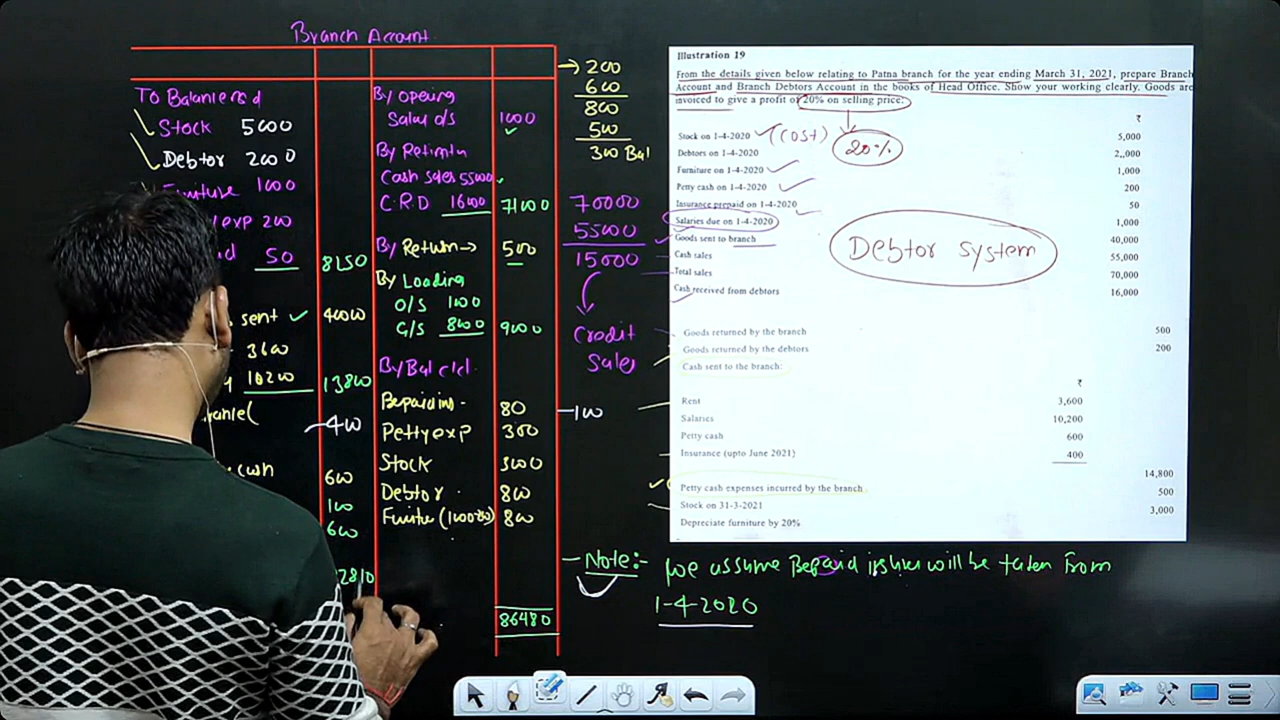 Branch Account
To Balance b/d
Stock 5000
Debtor 2000
Furniture 1000
exp 200
50
8250
sent 40000
3600
10200
13800
400
cash
600
100
600
2810
By Opening
Salary o/s 1000
By Remittance
Cash sales 55000
C.R.D 16000 71000
By Return→ 500
By Loading
O/S 1000
G/S 8000 9000
By Bal c/d.
Prepaid ins. 80
Petty exp 300
Stock 3000
Debtor 800
800
86480
→ 200
600
800
500
300 Bal
70000
55000
15000
Credit
Sales
100
Illustration 19
From the details given below relating to Patna branch for the year ending March 31, 2021, prepare Branch
Account and Branch Debtors Account in the books of Head Office. Show your working clearly. Goods are
invoiced to give a profit of 20% on selling price:
₹
Stock on 1-4-2020 (Cost) 5,000
20%
Debtors on 1-4-2020 2,,000
Furniture on 1-4-2020 1,000
Petty cash on 1-4-2020 200
Insurance prepaid on 1-4-2020 50
Salaries due on 1-4-2020 1,000
Goods sent to branch 40,000
Debtor system
Cash sales 55,000
Total sales 70,000
Cash received from debtors 16,000
Goods returned by the branch 500
Goods returned by the debtors 200
Cash sent to the branch:
₹
Rent 3,600
Salaries 10,200
Petty cash 600
Insurance (upto June 2021) 400
14,800
Petty cash expenses incurred by the branch 500
Stock on 31-3-2021 3,000
Depreciate furniture by 20%
Note:- we assume will be taken From
1-4-2020